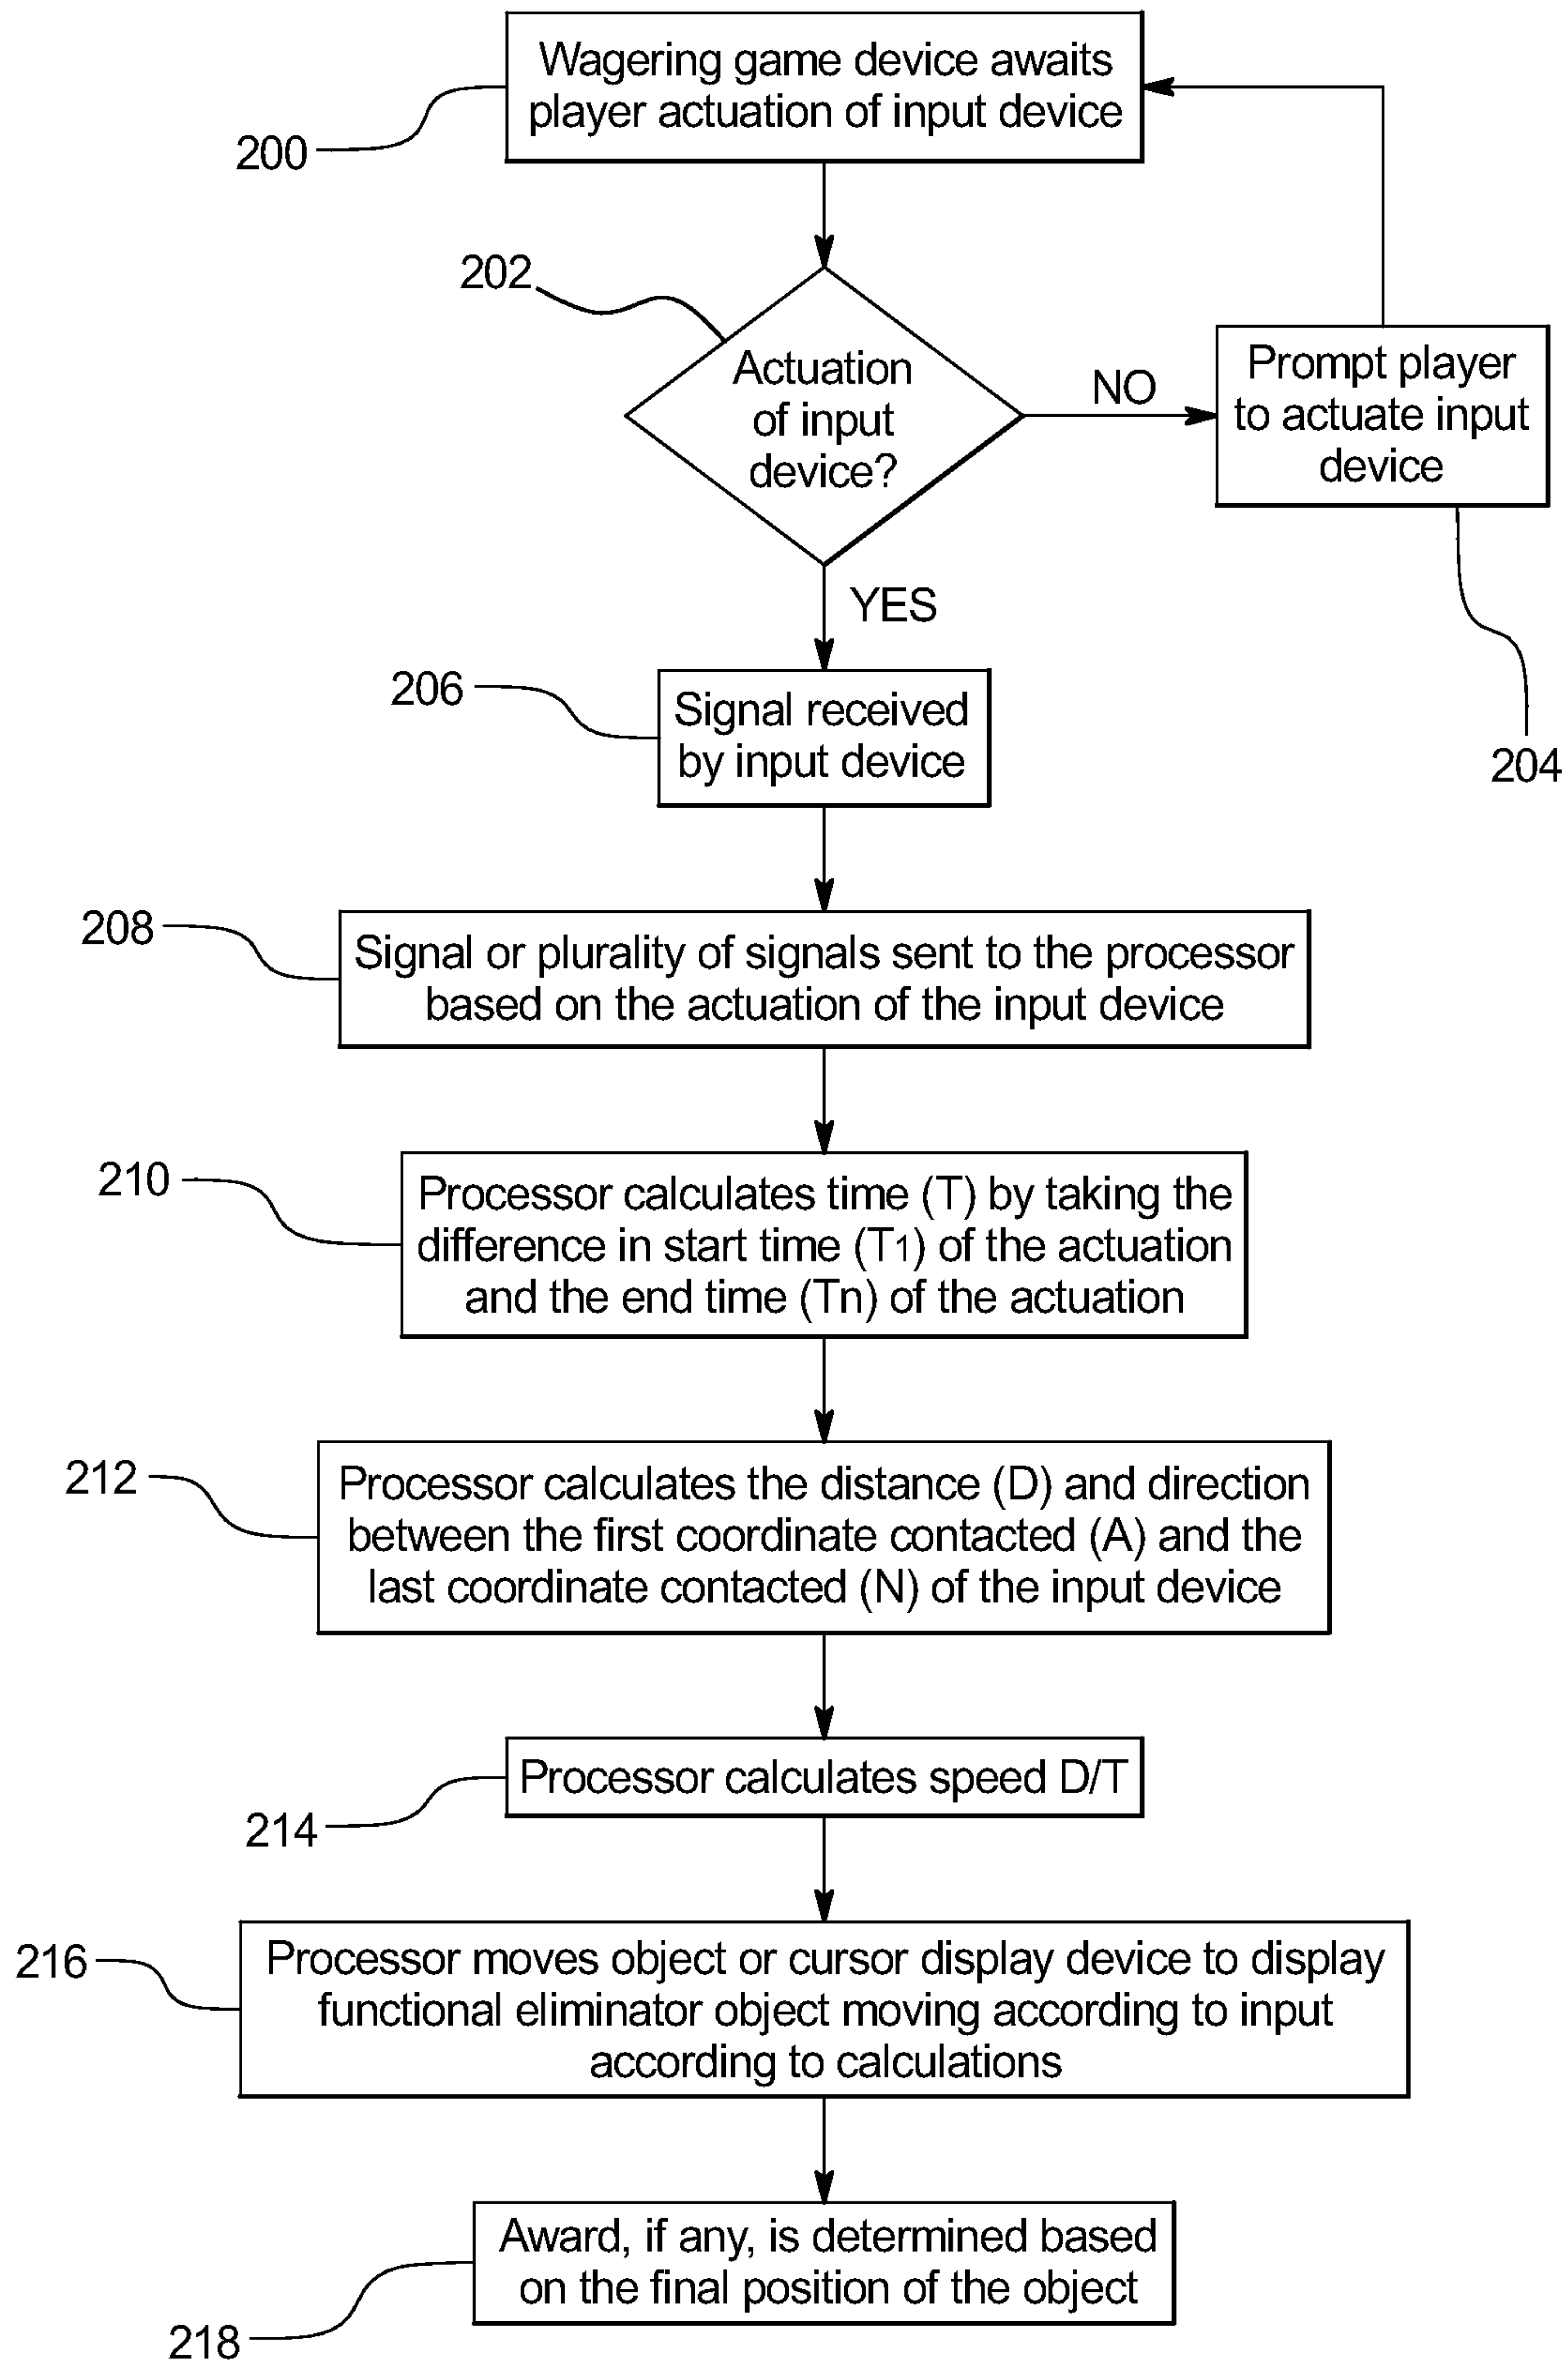 Wagering game device awaits
player actuation of input device
200
202
Actuation
of input
device?
NO
Prompt player
to actuate input
device
204
YES
206
Signal received
by input device
208
Signal or plurality of signals sent to the processor
based on the actuation of the input device
210
Processor calculates time (T) by taking the
difference in start time (T1) of the actuation
and the end time (Tn) of the actuation
212
Processor calculates the distance (D) and direction
between the first coordinate contacted (A) and the
last coordinate contacted (N) of the input device
Processor calculates speed D/T
214
216
Processor moves object or cursor display device to display
functional eliminator object moving according to input
according to calculations
Award, if any, is determined based
on the final position of the object
218